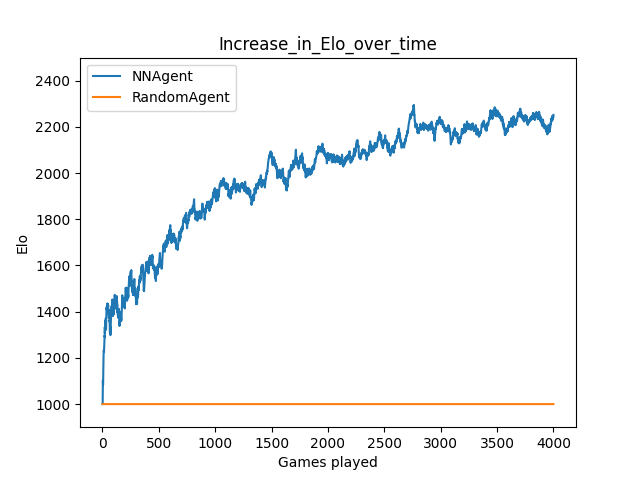 Increase_in_Elo_over_time
NNAgent
RandomAgent
2400
2200
2000
1800
1600
1400
1200
1000
Elo
0 500 1000 1500 2000 2500 3000 3500 4000
Games played